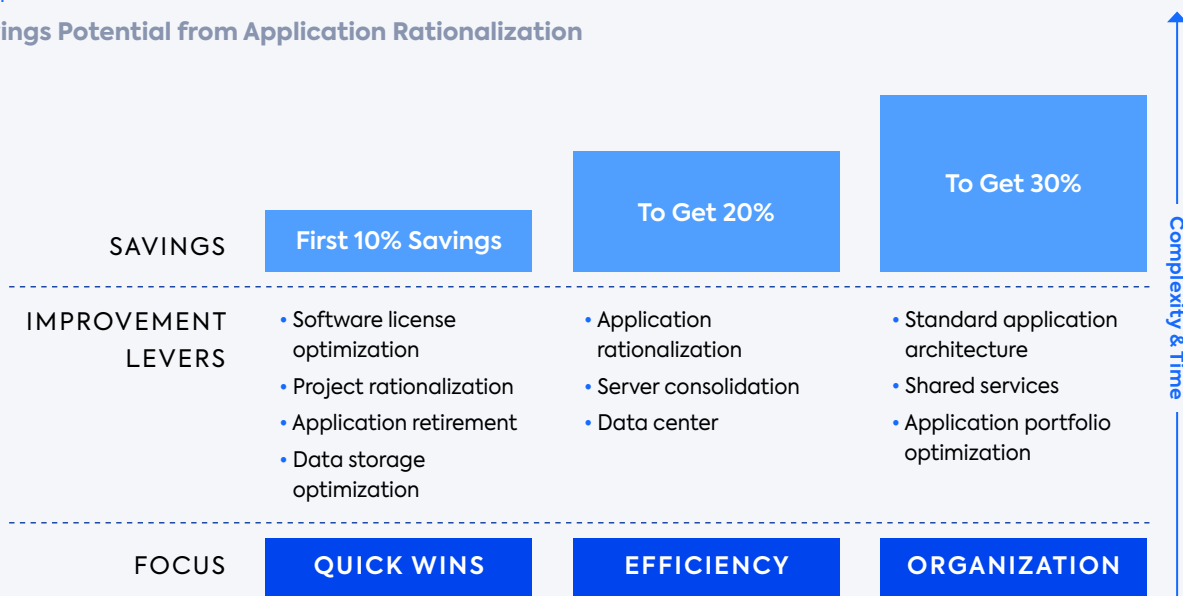 ings Potential from Application Rationalization
SAVINGS
First 10% Savings
To Get 20%
To Get 30%
IMPROVEMENT
LEVERS
• Software license
optimization
• Project rationalization
• Application retirement
• Data storage
optimization
• Application
rationalization
• Server consolidation
• Data center
• Standard application
architecture
• Shared services
• Application portfolio
optimization
FOCUS
QUICK WINS
EFFICIENCY
ORGANIZATION
Complexity & Time